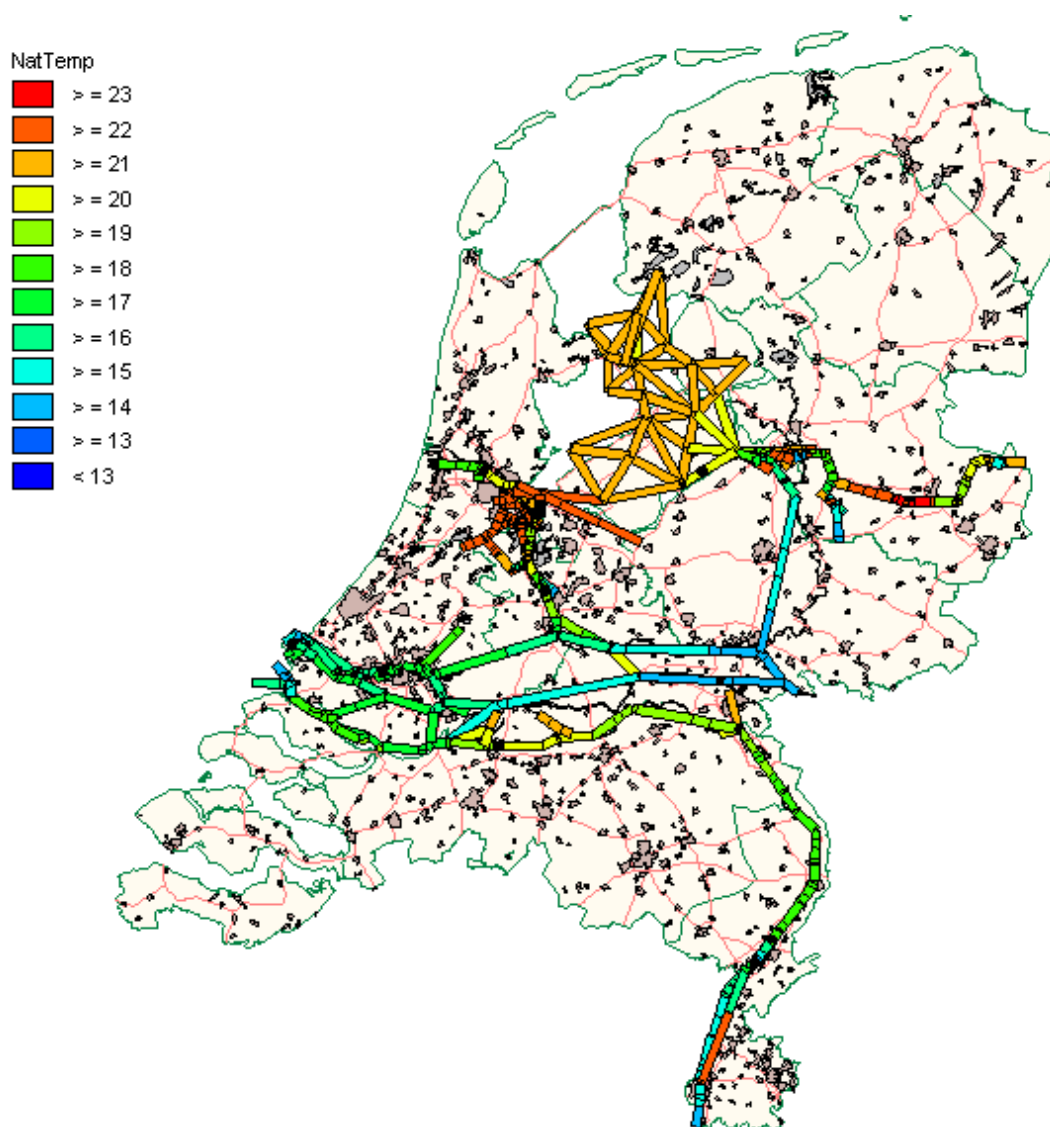 NatTemp
> = 23
> = 22
> = 21
> = 20
> = 19
> = 18
> = 17
> = 16
> = 15
> = 14
> = 13
< 13